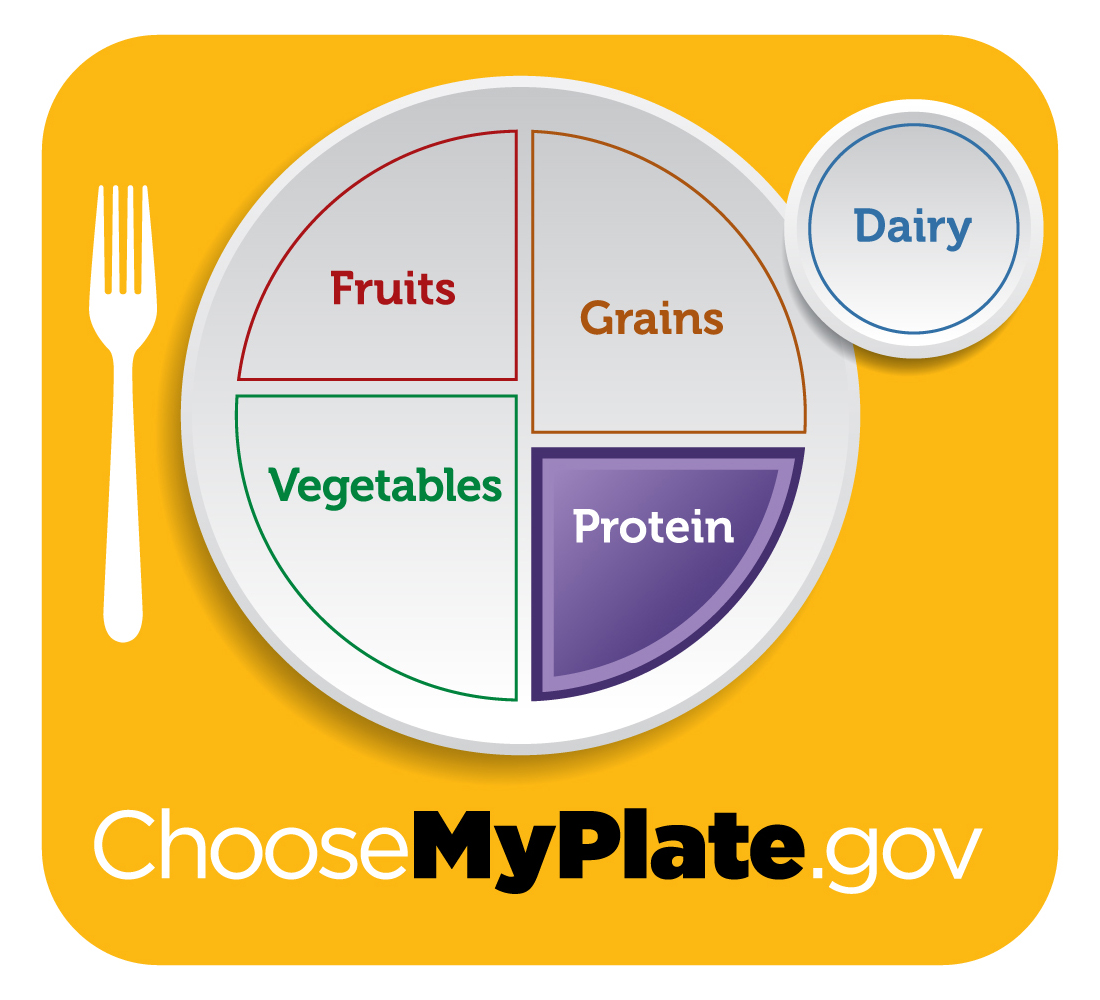 Fruits
Grains
Dairy
Vegetables
Protein
ChooseMyPlate.gov